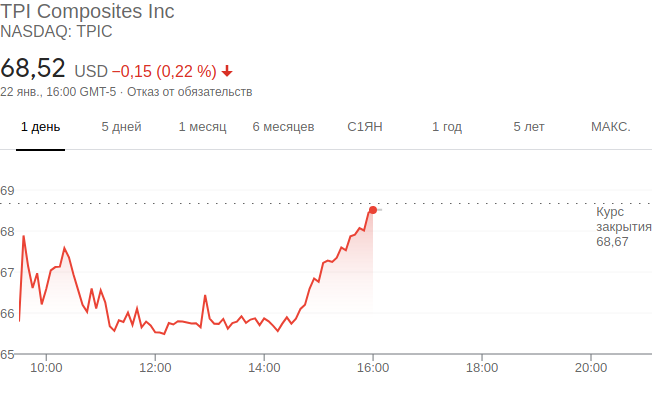 TPI Composites Inc
NASDAQ: TPIC
68,52 USD −0,15 (0,22 %)
22 янв., 16:00 GMT-5 · Отказ от обязательств
1 день 5 дней 1 месяц 6 месяцев С1ЯН 1 год 5 лет МАКС.
69
Курс
закрытия
68,67
68
67
66
65
10:00 12:00 14:00 16:00 18:00 20:00